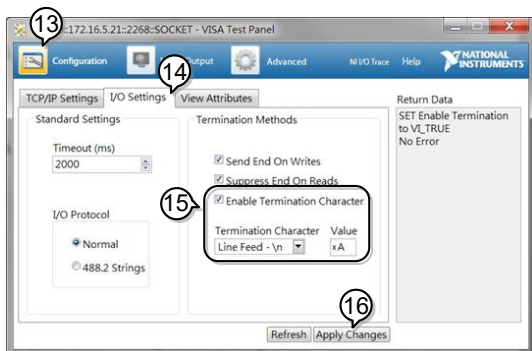 13
::172.16.5.21::2268::SOCKET - VISA Test Panel
Configuration
Output
Advanced
NI I/O Trace
Help
NATIONAL
INSTRUMENTS
14
TCP/IP Settings
I/O Settings
View Attributes
Return Data
Standard Settings
Termination Methods
SET Enable Termination
to VI_TRUE
No Error
Timeout (ms)
2000
Send End On Writes
Suppress End On Reads
15
Enable Termination Character
I/O Protocol
Termination Character
Value
Normal
Line Feed - \n
xA
488.2 Strings
16
Refresh
Apply Changes